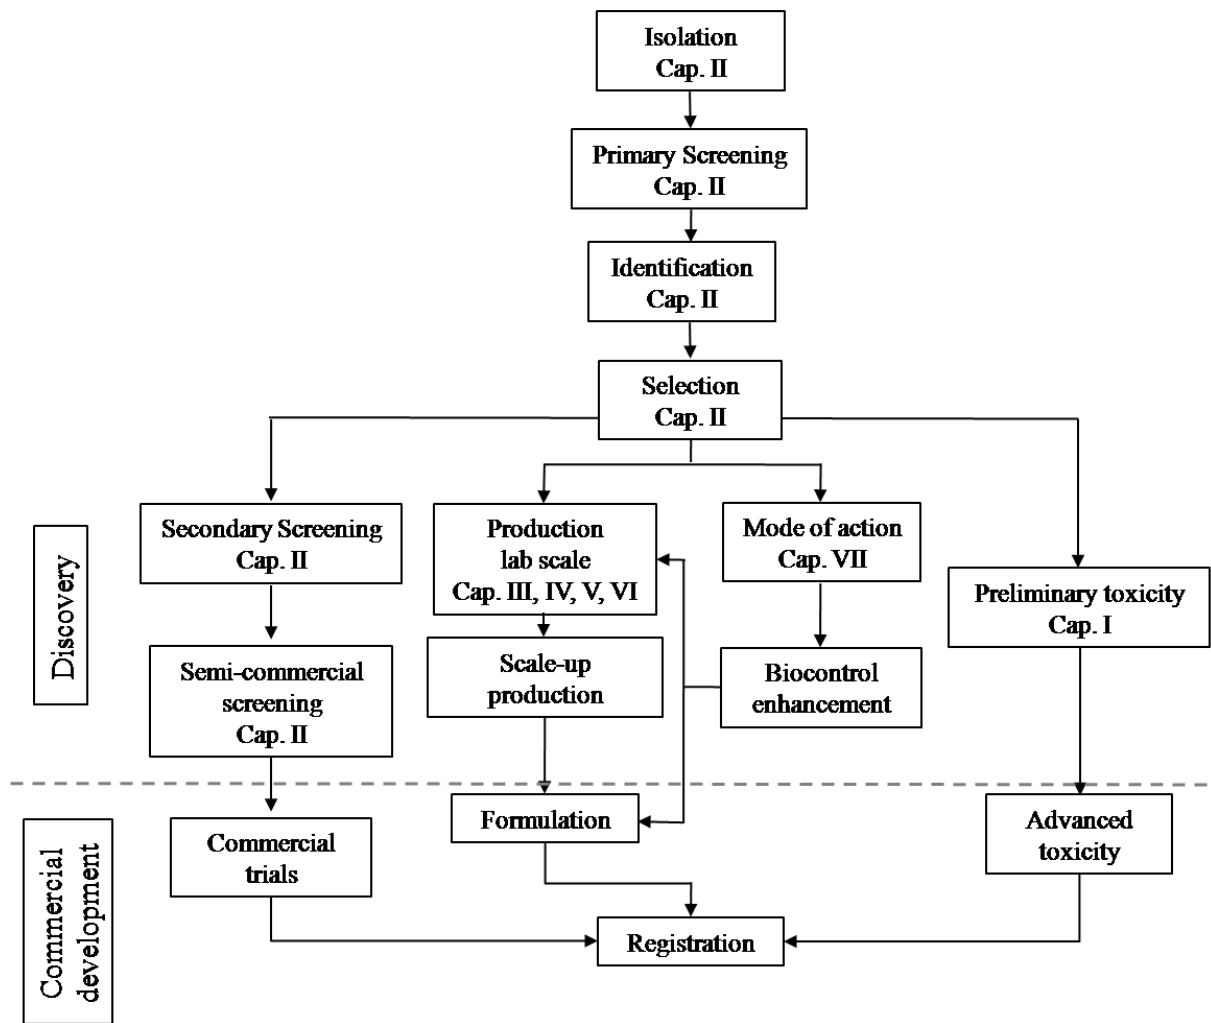 Isolation
Cap. II
Primary Screening
Cap. II
Identification
Cap. II
Selection
Cap. II
Secondary Screening
Cap. II
Production
lab scale
Cap. III, IV, V, VI
Mode of action
Cap. VII
Preliminary toxicity
Cap. I
Discovery
Semi-commercial
screening
Cap. II
Scale-up
production
Biocontrol
enhancement
Commercial
development
Commercial
trials
Formulation
Advanced
toxicity
Registration